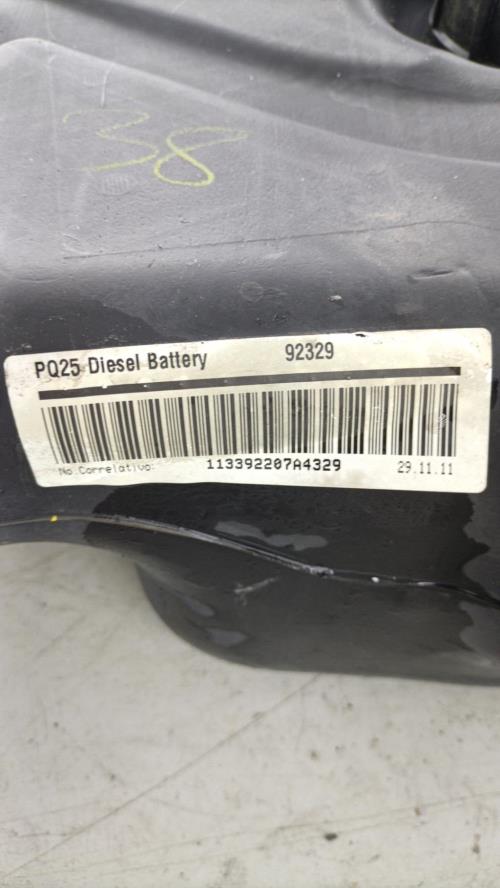 38
PQ25 Diesel Battery 92329
No.Correlativo: 113392207A4329 29.11.11